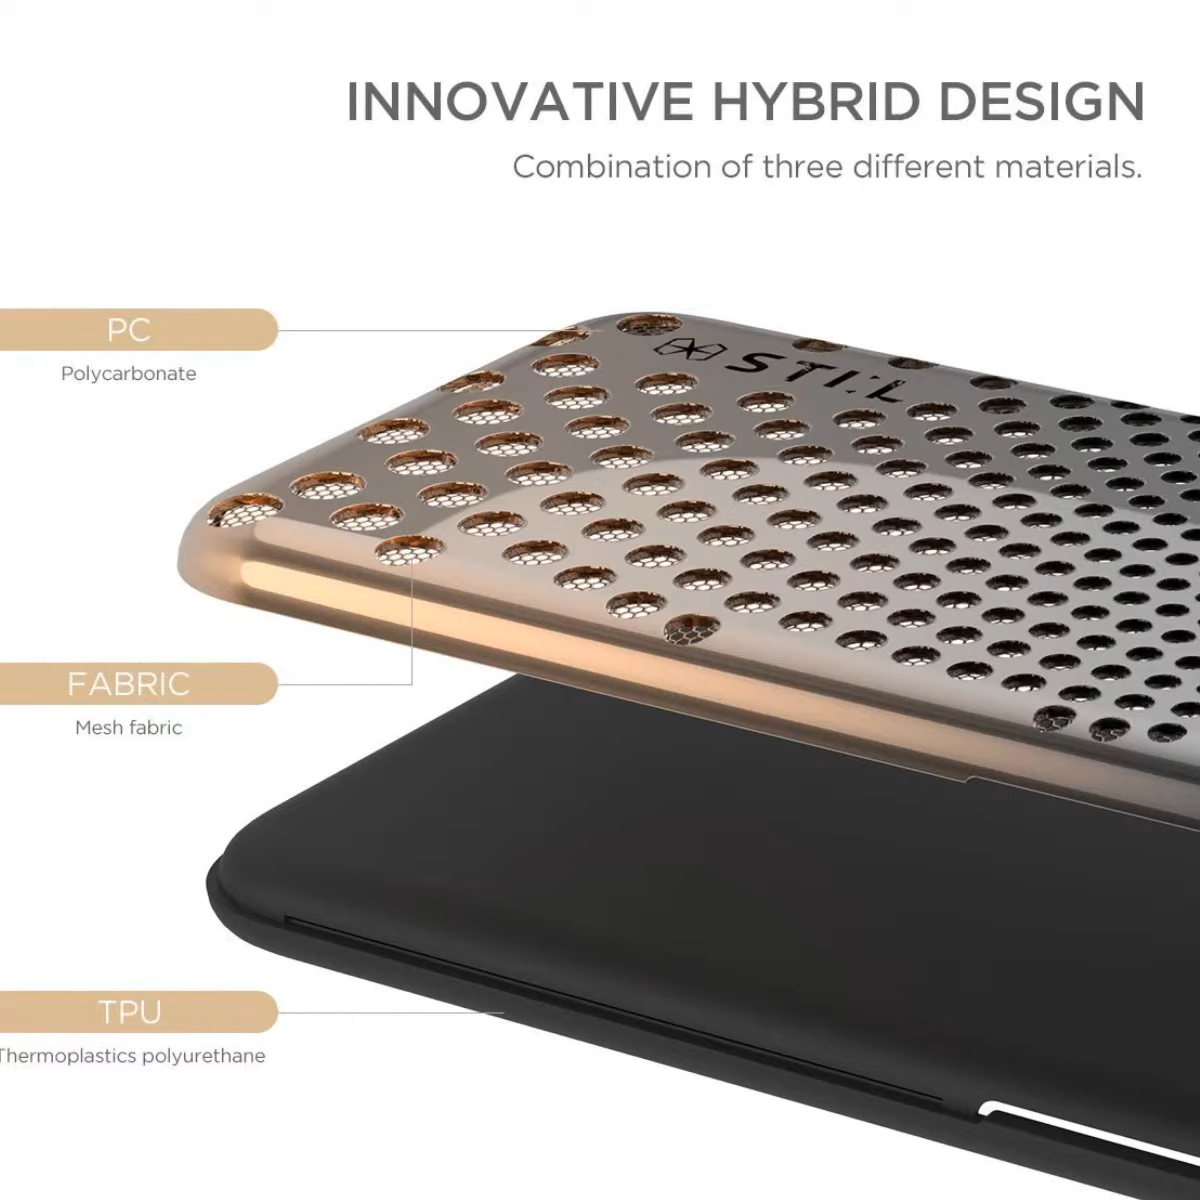 INNOVATIVE HYBRID DESIGN
Combination of three different materials.
PC
Polycarbonate
STI:L
FABRIC
Mesh fabric
TPU
Thermoplastics polyurethane